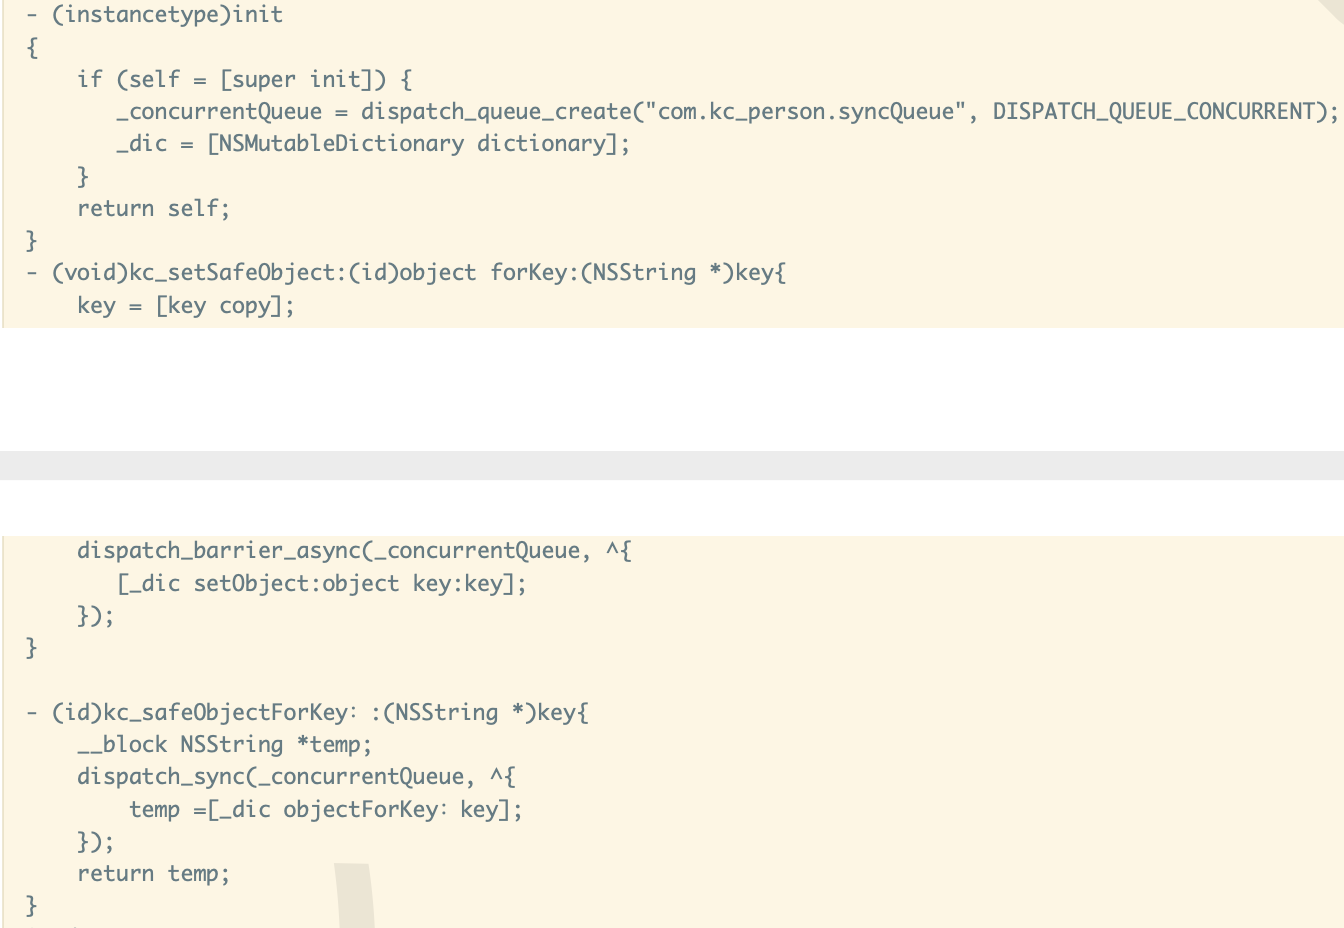 - (instancetype)init
{
    if (self = [super init]) {
       _concurrentQueue = dispatch_queue_create("com.kc_person.syncQueue", DISPATCH_QUEUE_CONCURRENT);
       _dic = [NSMutableDictionary dictionary];
    }
    return self;
}
- (void)kc_setSafeObject:(id)object forKey:(NSString *)key{
    key = [key copy];
    dispatch_barrier_async(_concurrentQueue, ^{
       [_dic setObject:object key:key];
    });
}
- (id)kc_safeObjectForKey：:(NSString *)key{
    __block NSString *temp;
    dispatch_sync(_concurrentQueue, ^{
        temp =[_dic objectForKey：key];
    });
    return temp;
}